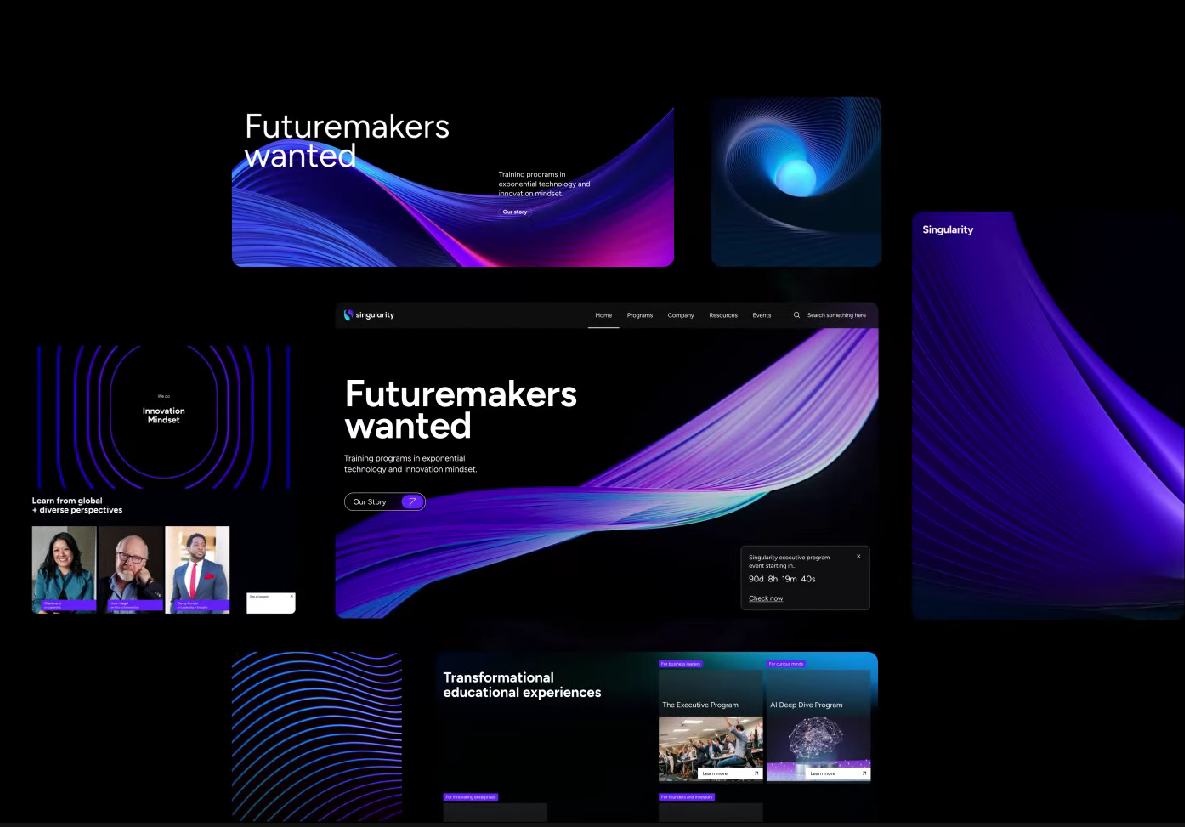 Futuremakers
wanted
Training programs in
exponential technology and
innovation mindset.
Our story
Singularity
singularity
Home
Programs
Company
Resources
Events
Search something here
Futuremakers
wanted
Training programs in exponential
technology and innovation mindset.
Our Story
Singularity executive program
event starting in..
x
90d 8h 19m 40s
Check now
We do
Innovation
Mindset
Learn from global
+ diverse perspectives
Transformational
educational experiences
For business leaders
The Executive Program
Learn more
For curious minds
AI Deep Dive Program
Learn more
For innovating enterprises
For founders and investors